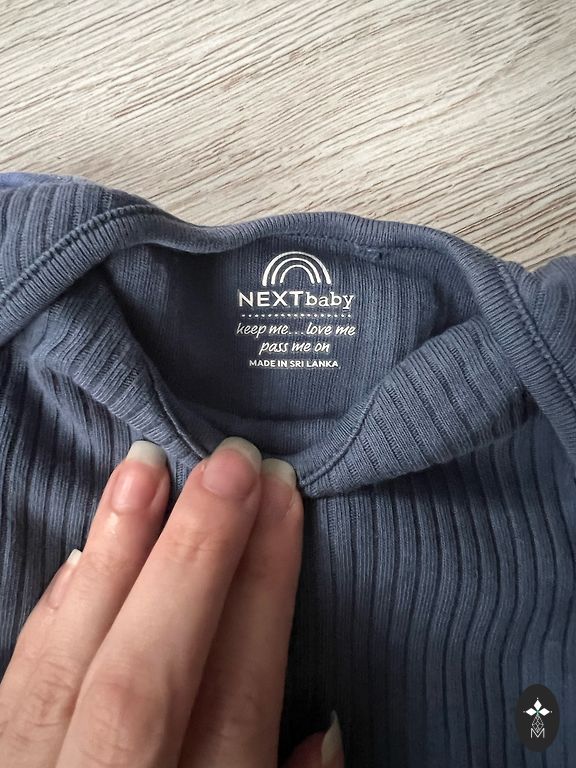 NEXTbaby
keep me...love me
pass me on
MADE IN SRI LANKA